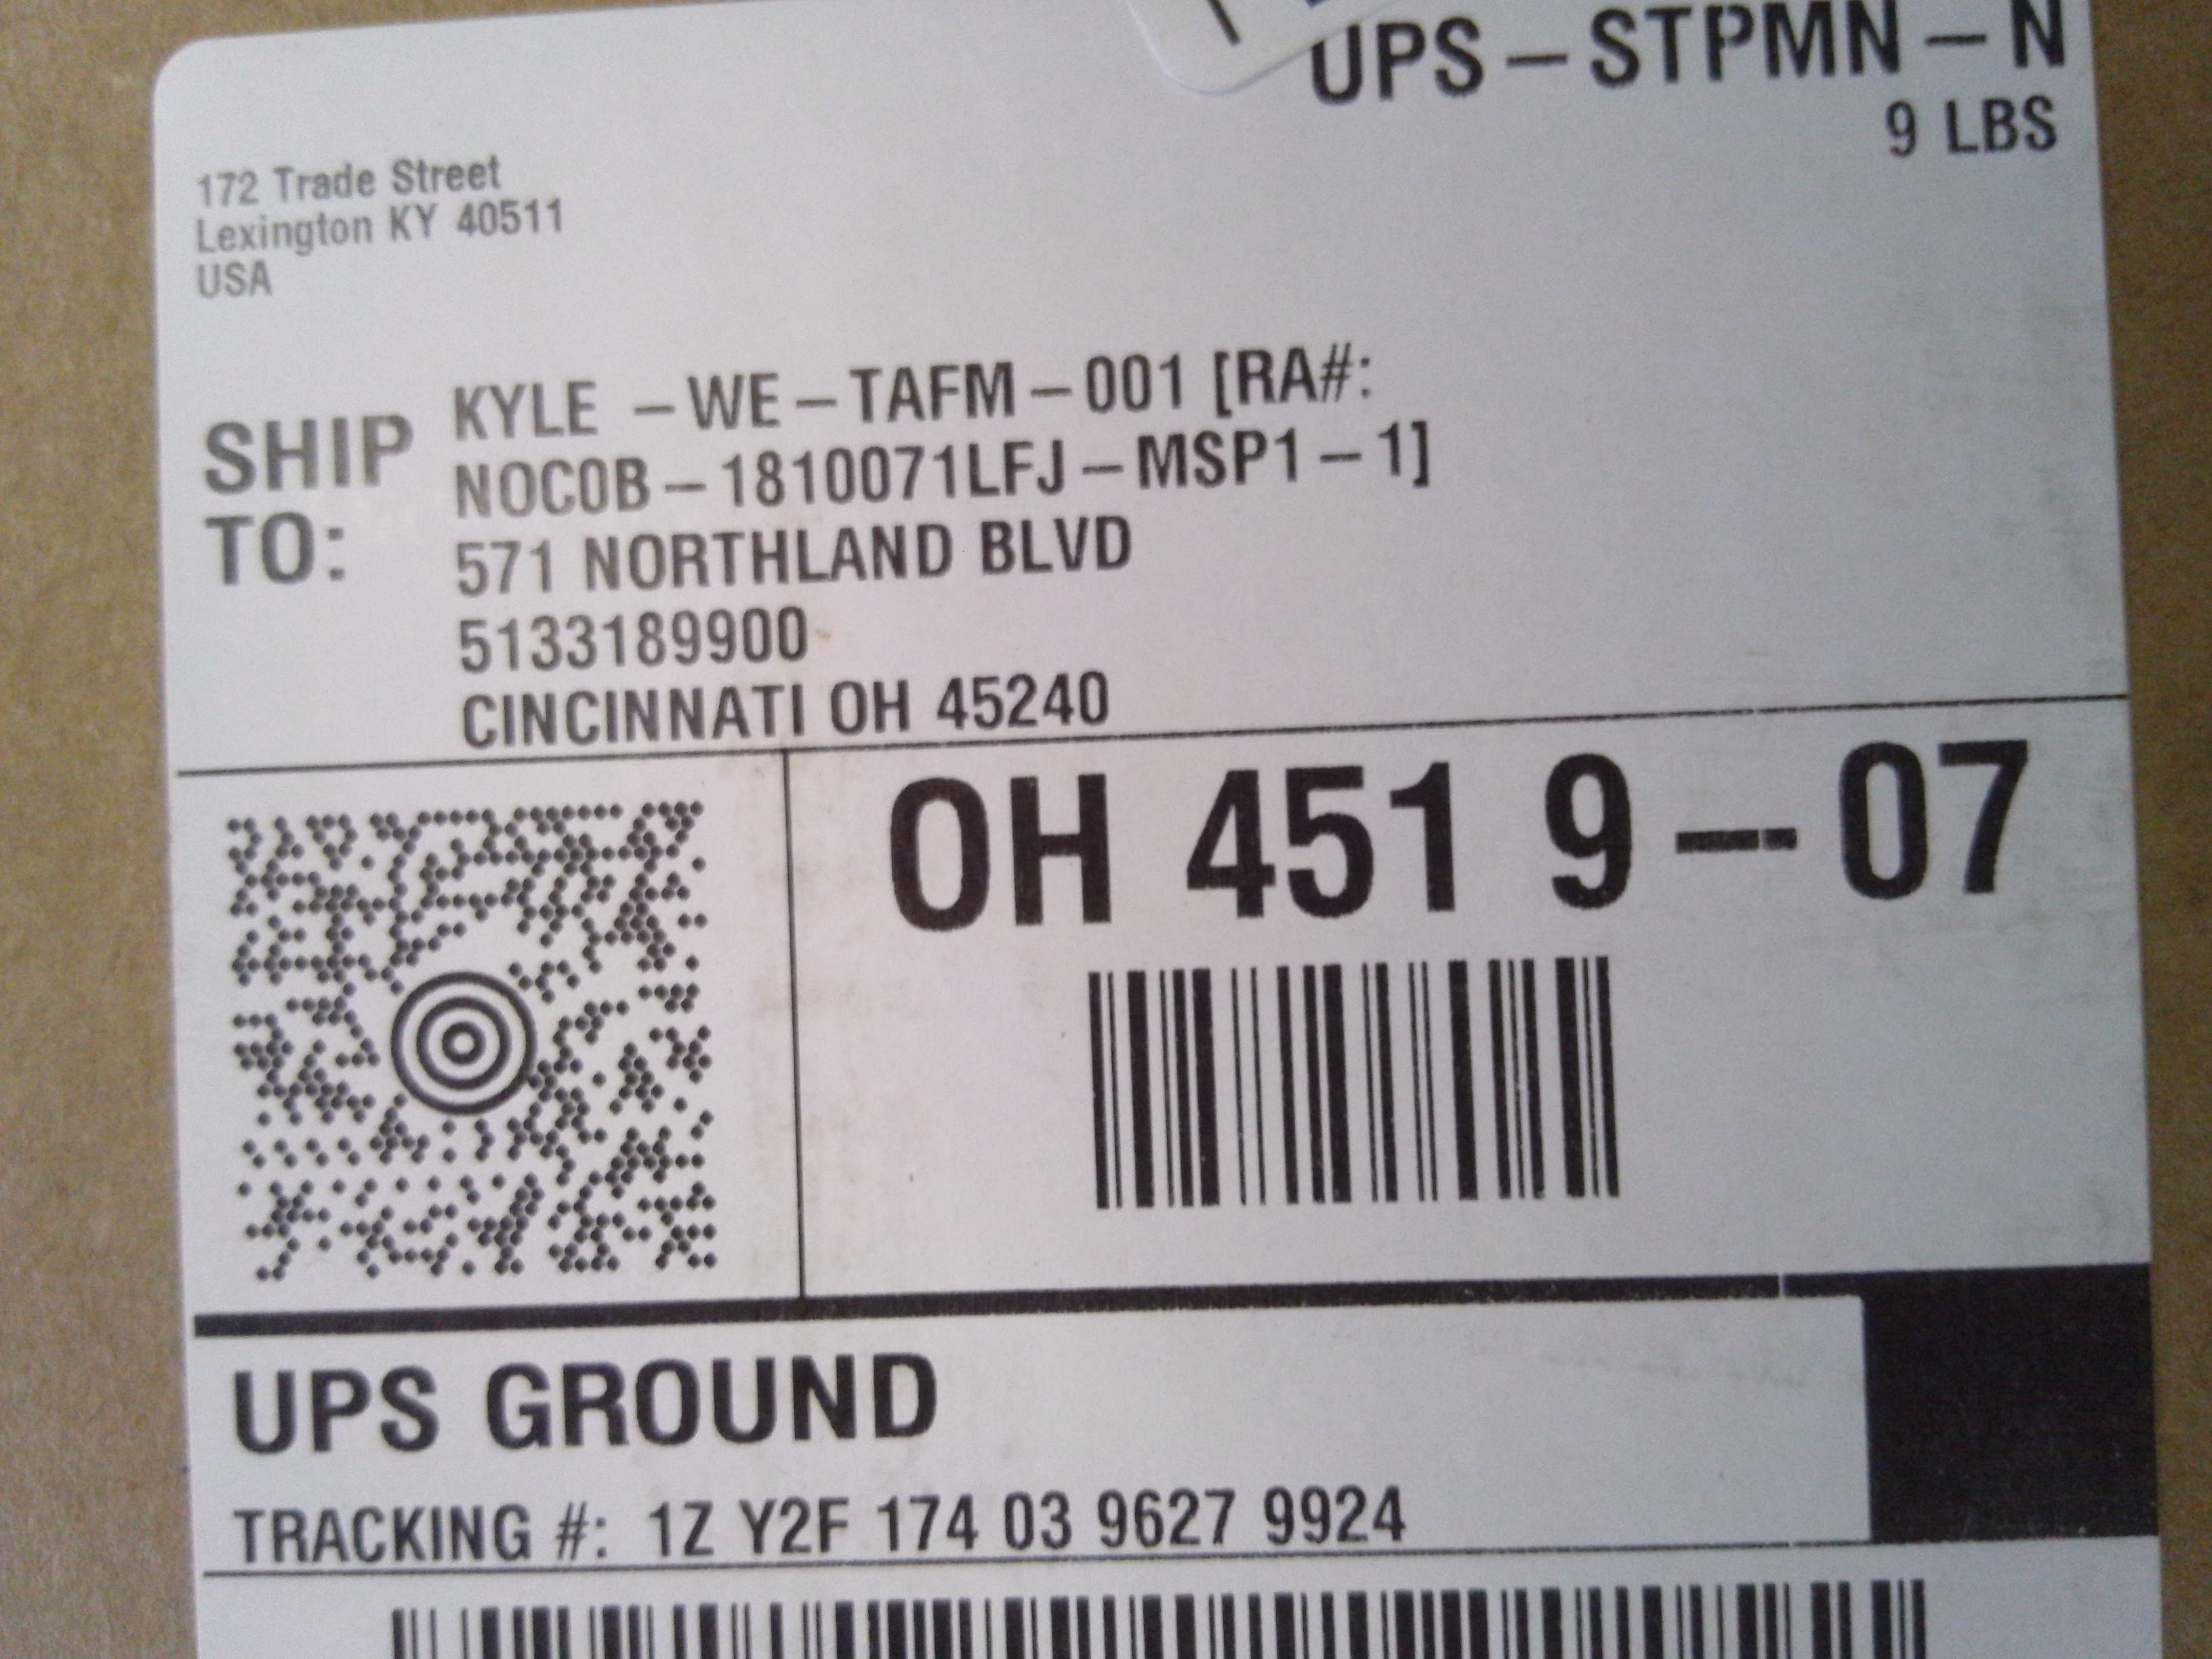 UPS – STPMN – N
9 LBS
172 Trade Street
Lexington KY 40511
USA
SHIP TO:
KYLE – WE – TAFM – 001 [RA#:
NOC0B – 1810071LFJ – MSP1 – 1]
571 NORTHLAND BLVD
5133189900
CINCINNATI OH 45240
OH 451 9 – 07
UPS GROUND
TRACKING #: 1Z Y2F 174 03 9627 9924